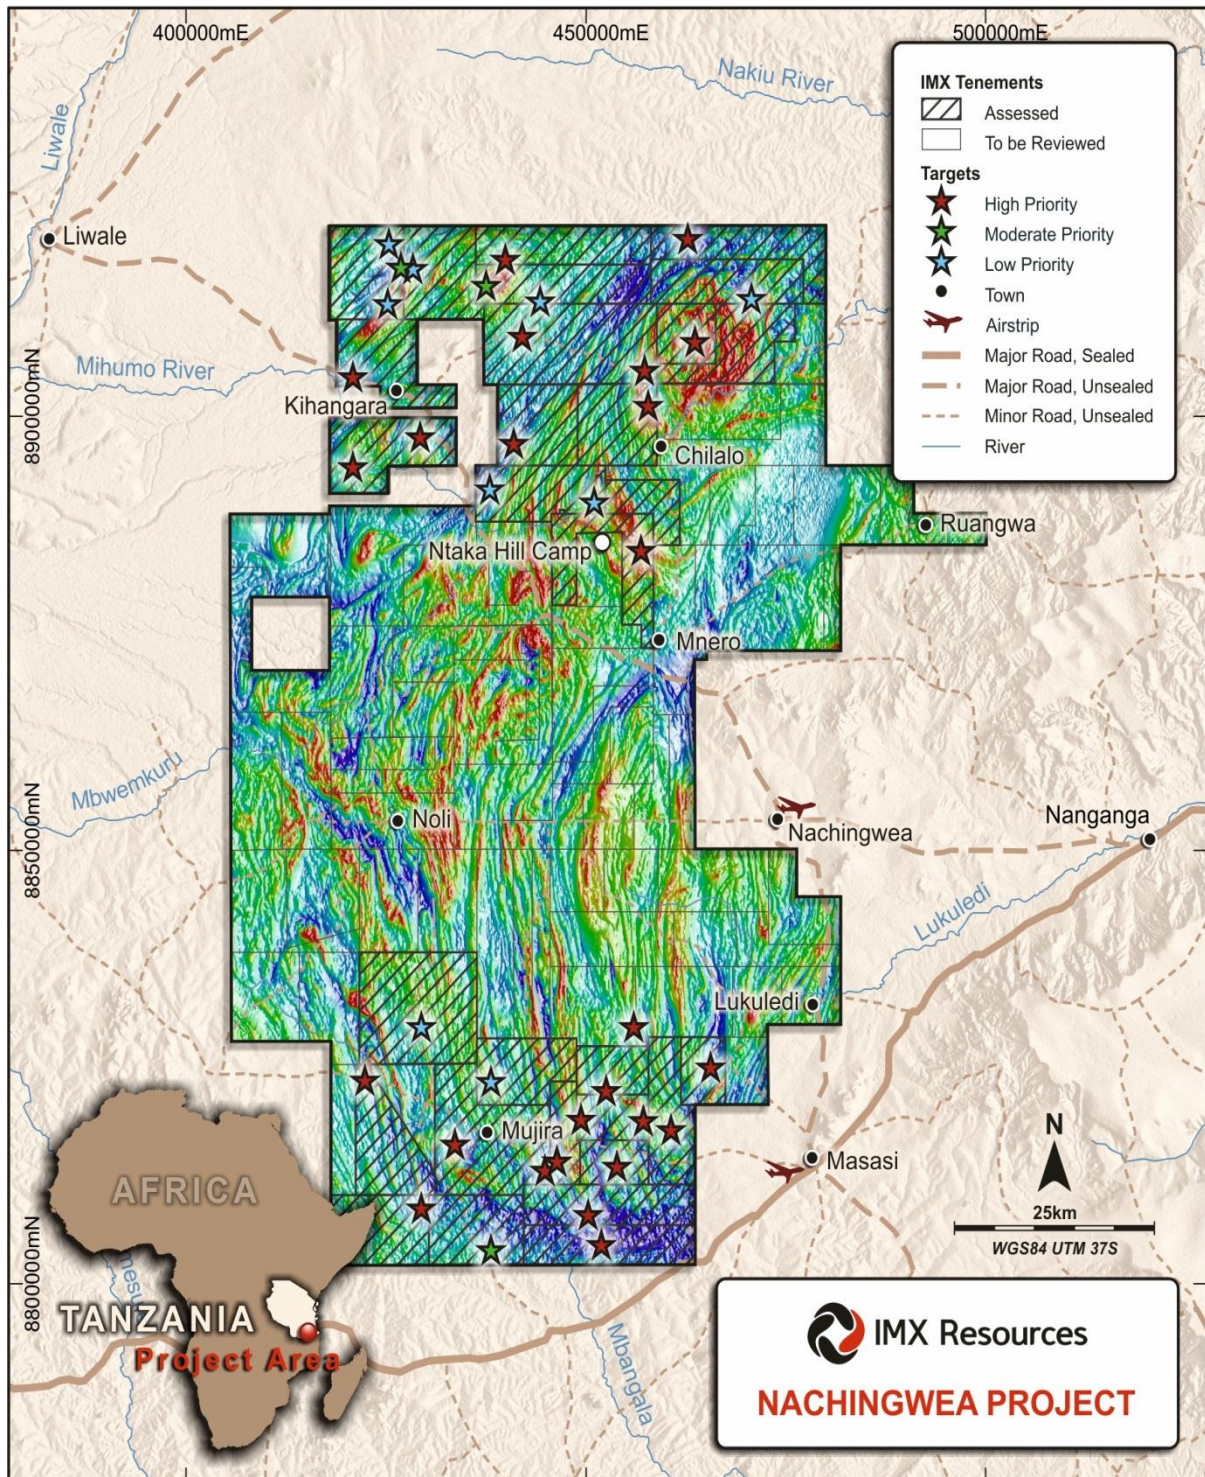 400000mE
450000mE
500000mE
Nakiu River
Liwale
Liwale
IMX Tenements
Assessed
To be Reviewed
Targets
High Priority
Moderate Priority
Low Priority
Town
Airstrip
Major Road, Sealed
Major Road, Unsealed
Minor Road, Unsealed
River
Mihumo River
Kihangara
8900000mN
Chilalo
Ruangwa
Ntaka Hill Camp
Mnero
Mbwemkuru
Noli
Nachingwea
Nanganga
8850000mN
Lukuledi
Lukuledi
Mujira
Masasi
N
25km
WGS84 UTM 37S
AFRICA
TANZANIA
Project Area
8800000mN
Mbangala
IMX Resources
NACHINGWEA PROJECT